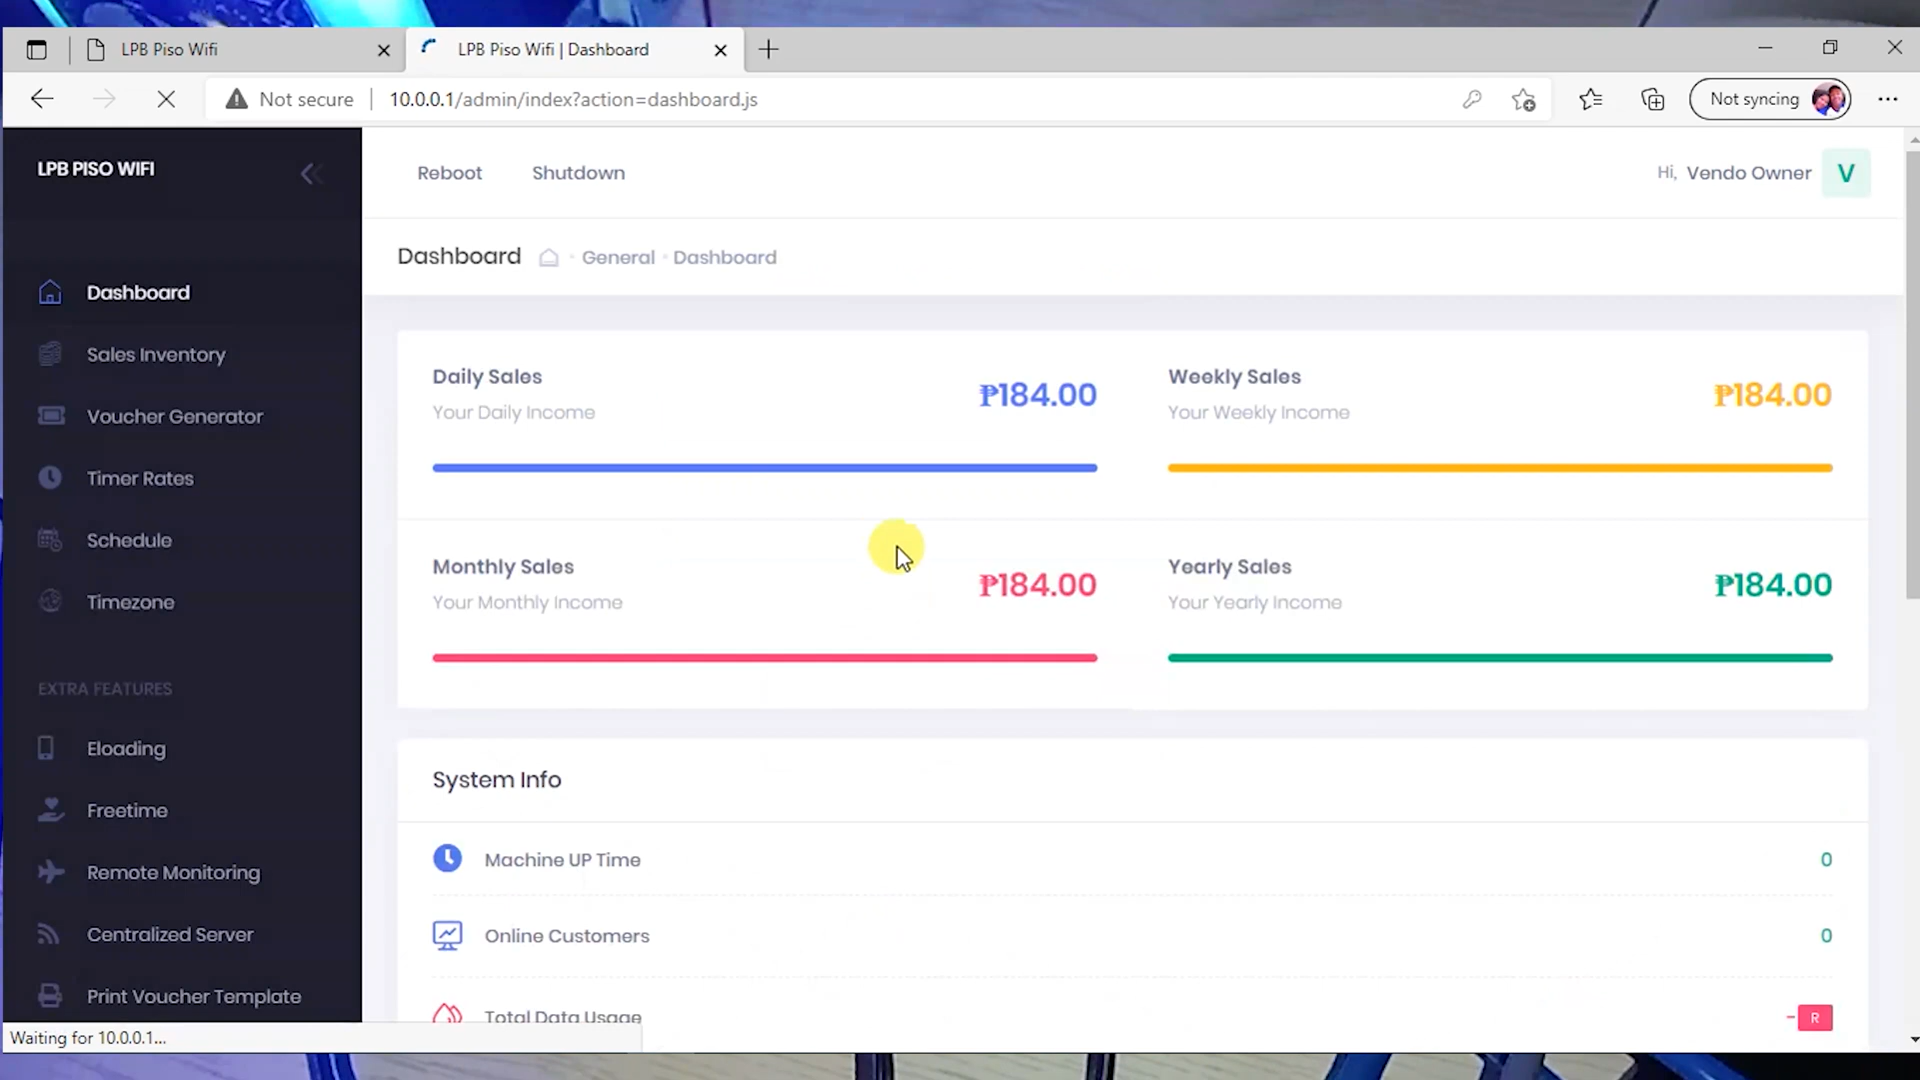 LPB Piso Wifi
LPB Piso Wifi | Dashboard
Not secure
10.0.0.1/admin/index?action=dashboard.js
Not syncing
LPB PISO WIFI
Reboot
Shutdown
Hi, Vendo Owner
V
Dashboard
General
Dashboard
Dashboard
Sales Inventory
Voucher Generator
Timer Rates
Schedule
Timezone
EXTRA FEATURES
Eloading
Freetime
Remote Monitoring
Centralized Server
Print Voucher Template
Daily Sales
Your Daily Income
₱184.00
Weekly Sales
Your Weekly Income
₱184.00
Monthly Sales
Your Monthly Income
₱184.00
Yearly Sales
Your Yearly Income
₱184.00
System Info
Machine UP Time
0
Online Customers
0
Total Data Usage
- R
Waiting for 10.0.0.1...